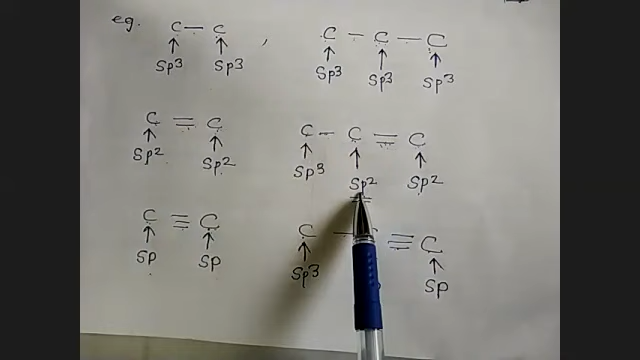 eg. C — C , C — C — C
↑ ↑ ↑ ↑ ↑
Sp3 Sp3 Sp3 Sp3 Sp3
C = C C — C = C
↑ ↑ ↑ ↑ ↑
Sp2 Sp2 Sp3 Sp2 Sp2
C ≡ C C — ≡ C
↑ ↑ ↑ ↑
Sp Sp Sp3 Sp